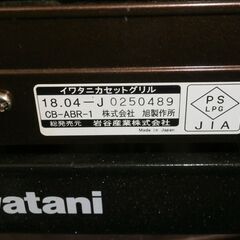 イワタニカセットグリル
18.04-J 0250489
CB-ABR-1 株式会社 旭製作所
総発売元 岩谷産業株式会社
Made in Japan
PS
LPG
JIA
watani